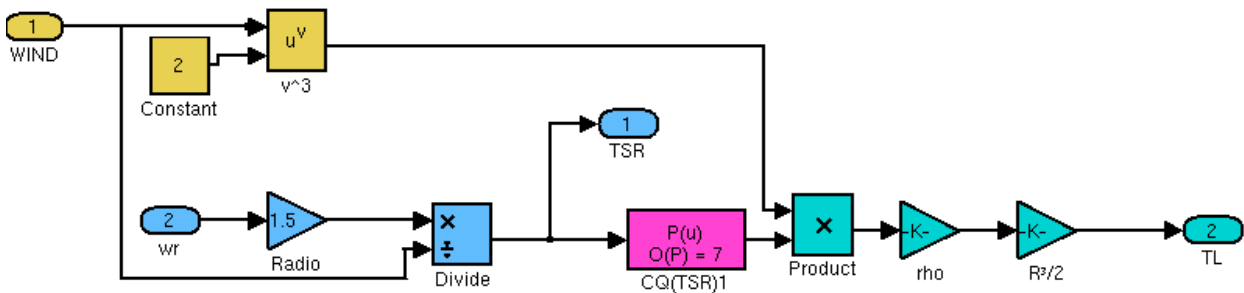 1
WIND
2
Constant
u^v
v^3
1
TSR
2
wr
1.5
Radio
×
÷
Divide
P(u)
O(P) = 7
CQ(TSR)1
×
Product
-K-
rho
-K-
R³/2
2
TL